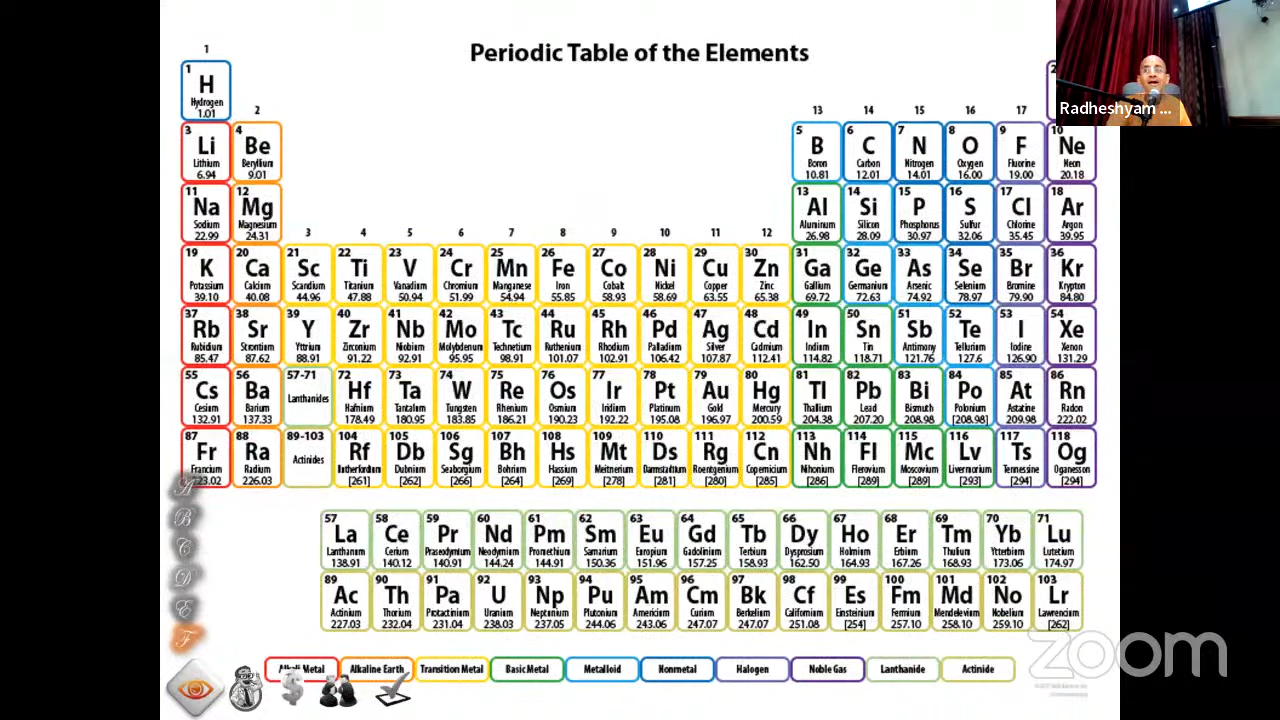 Periodic Table of the Elements
Radheshyam ...
1
1 H Hydrogen 1.01
2
13 14 15 16 17
3 Li Lithium 6.94
4 Be Beryllium 9.01
5 B Boron 10.81
6 C Carbon 12.01
7 N Nitrogen 14.01
8 O Oxygen 16.00
9 F Fluorine 19.00
10 Ne Neon 20.18
11 Na Sodium 22.99
12 Mg Magnesium 24.31
13 Al Aluminum 26.98
14 Si Silicon 28.09
15 P Phosphorus 30.97
16 S Sulfur 32.06
17 Cl Chlorine 35.45
18 Ar Argon 39.95
3 4 5 6 7 8 9 10 11 12
19 K Potassium 39.10
20 Ca Calcium 40.08
21 Sc Scandium 44.96
22 Ti Titanium 47.88
23 V Vanadium 50.94
24 Cr Chromium 51.99
25 Mn Manganese 54.94
26 Fe Iron 55.85
27 Co Cobalt 58.93
28 Ni Nickel 58.69
29 Cu Copper 63.55
30 Zn Zinc 65.38
31 Ga Gallium 69.72
32 Ge Germanium 72.63
33 As Arsenic 74.92
34 Se Selenium 78.97
35 Br Bromine 79.90
36 Kr Krypton 84.80
37 Rb Rubidium 85.47
38 Sr Strontium 87.62
39 Y Yttrium 88.91
40 Zr Zirconium 91.22
41 Nb Niobium 92.91
42 Mo Molybdenum 95.95
43 Tc Technetium 98.91
44 Ru Ruthenium 101.07
45 Rh Rhodium 102.91
46 Pd Palladium 106.42
47 Ag Silver 107.87
48 Cd Cadmium 112.41
49 In Indium 114.82
50 Sn Tin 118.71
51 Sb Antimony 121.76
52 Te Tellurium 127.6
53 I Iodine 126.90
54 Xe Xenon 131.29
55 Cs Cesium 132.91
56 Ba Barium 137.33
57-71 Lanthanides
72 Hf Hafnium 178.49
73 Ta Tantalum 180.95
74 W Tungsten 183.85
75 Re Rhenium 186.21
76 Os Osmium 190.23
77 Ir Iridium 192.22
78 Pt Platinum 195.08
79 Au Gold 196.97
80 Hg Mercury 200.59
81 Tl Thallium 204.38
82 Pb Lead 207.20
83 Bi Bismuth 208.98
84 Po Polonium [208.98]
85 At Astatine 209.98
86 Rn Radon 222.02
87 Fr Francium 223.02
88 Ra Radium 226.03
89-103 Actinides
104 Rf Rutherfordium [261]
105 Db Dubnium [262]
106 Sg Seaborgium [266]
107 Bh Bohrium [264]
108 Hs Hassium [269]
109 Mt Meitnerium [278]
110 Ds Darmstadtium [281]
111 Rg Roentgenium [280]
112 Cn Copernicium [285]
113 Nh Nihonium [286]
114 Fl Flerovium [289]
115 Mc Moscovium [289]
116 Lv Livermorium [293]
117 Ts Tennessine [294]
118 Og Oganesson [294]
57 La Lanthanum 138.91
58 Ce Cerium 140.12
59 Pr Praseodymium 140.91
60 Nd Neodymium 144.24
61 Pm Promethium 144.91
62 Sm Samarium 150.36
63 Eu Europium 151.96
64 Gd Gadolinium 157.25
65 Tb Terbium 158.93
66 Dy Dysprosium 162.50
67 Ho Holmium 164.93
68 Er Erbium 167.26
69 Tm Thulium 168.93
70 Yb Ytterbium 173.06
71 Lu Lutetium 174.97
89 Ac Actinium 227.03
90 Th Thorium 232.04
91 Pa Protactinium 231.04
92 U Uranium 238.03
93 Np Neptunium 237.05
94 Pu Plutonium 244.06
95 Am Americium 243.06
96 Cm Curium 247.07
97 Bk Berkelium 247.07
98 Cf Californium 251.08
99 Es Einsteinium [254]
100 Fm Fermium 257.10
101 Md Mendelevium 258.10
102 No Nobelium 259.10
103 Lr Lawrencium [262]
A
B
C
D
E
F
Alkali Metal
Alkaline Earth
Transition Metal
Basic Metal
Metalloid
Nonmetal
Halogen
Noble Gas
Lanthanide
Actinide
zoom